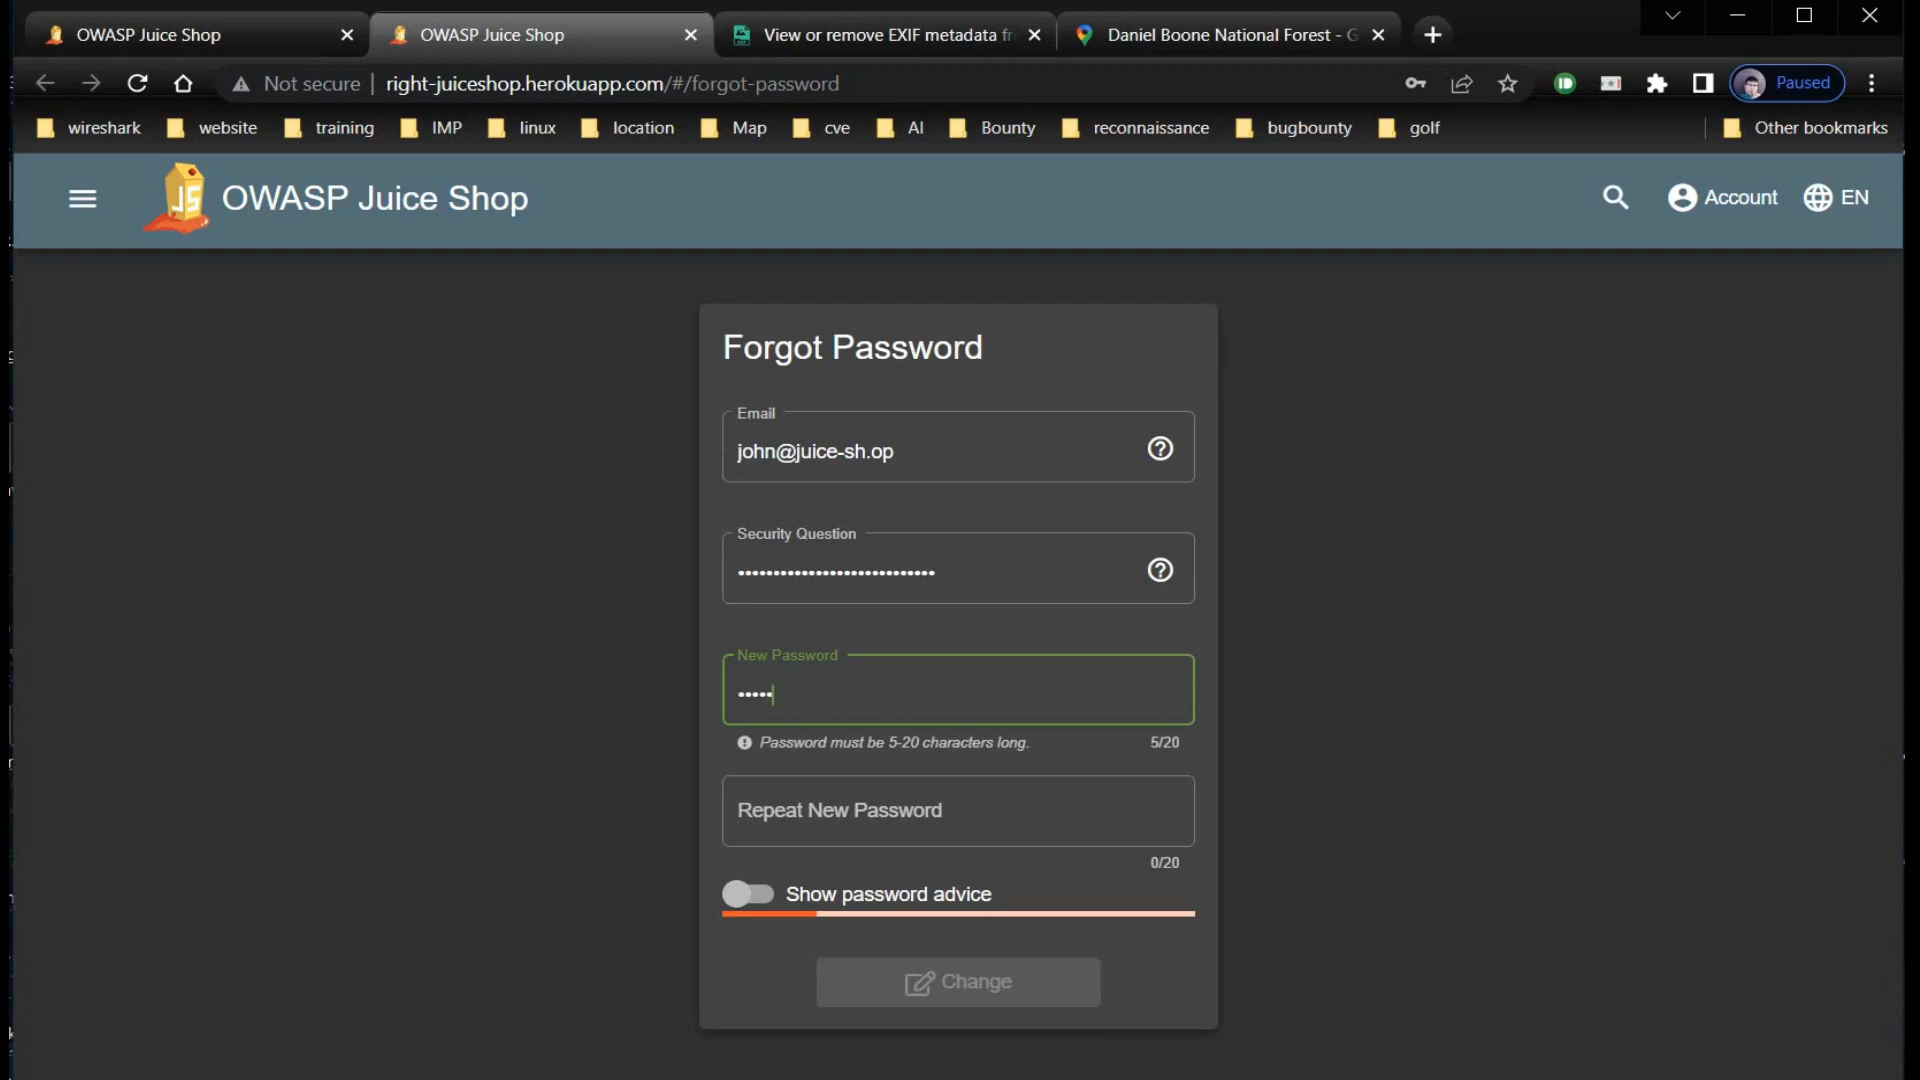 OWASP Juice Shop
OWASP Juice Shop
View or remove EXIF metadata fr
Daniel Boone National Forest - G
Not secure | right-juiceshop.herokuapp.com/#/forgot-password
Paused
wireshark website training IMP linux location Map cve AI Bounty reconnaissance bugbounty golf Other bookmarks
JS OWASP Juice Shop
Account EN
Forgot Password
Email
john@juice-sh.op
Security Question
••••••••••••••••••••••••••••
New Password
•••••
Password must be 5-20 characters long. 5/20
Repeat New Password
0/20
Show password advice
Change